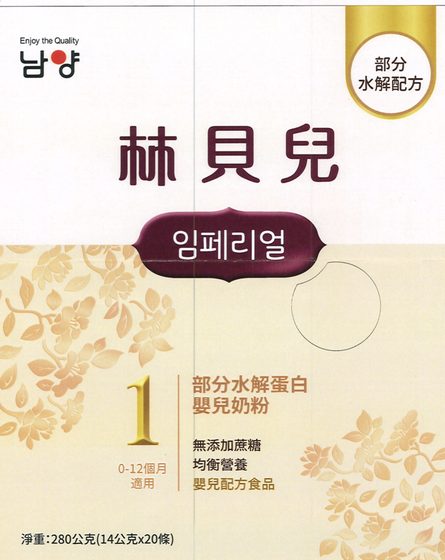 Enjoy the Quality
남양
部分
水解配方
林貝兒
임페리얼
1
0-12個月
適用
部分水解蛋白
嬰兒奶粉
無添加蔗糖
均衡營養
嬰兒配方食品
淨重：280公克(14公克x20條)